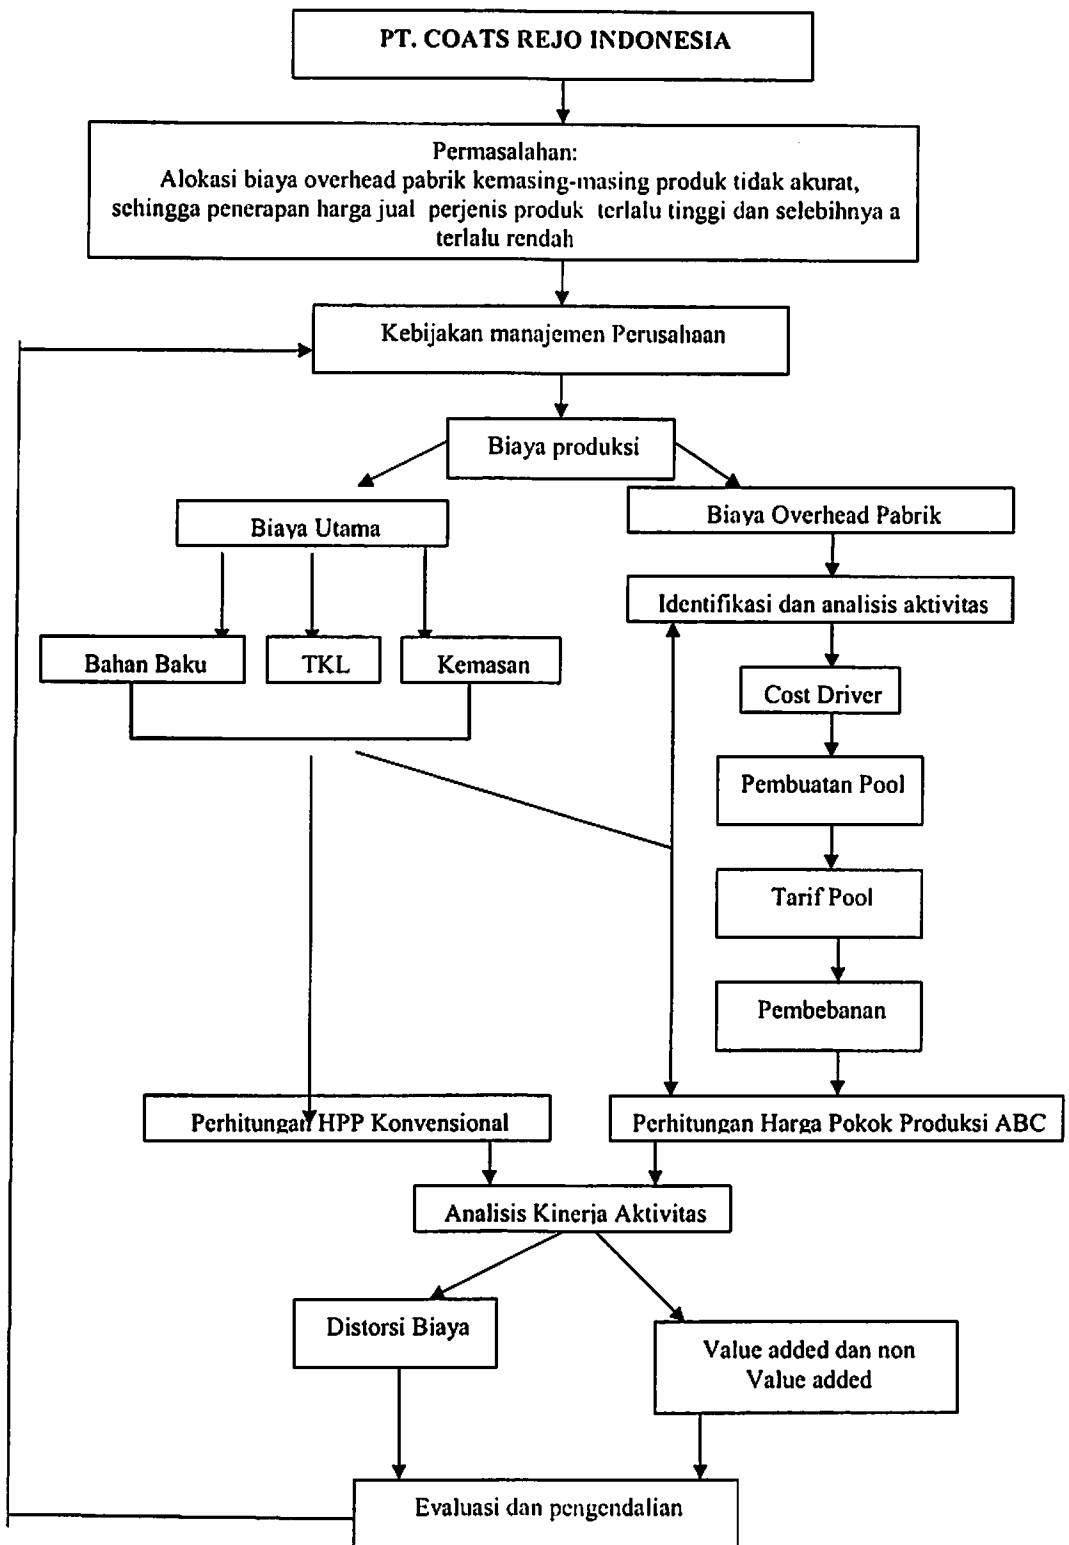 PT. COATS REJO INDONESIA
Permasalahan:
Alokasi biaya overhead pabrik kemasing-masing produk tidak akurat,
sehingga penerapan harga jual perjenis produk terlalu tinggi dan selebihnya a
terlalu rendah
Kebijakan manajemen Perusahaan
Biaya produksi
Biaya Utama
Biaya Overhead Pabrik
Identifikasi dan analisis aktivitas
Bahan Baku
TKL
Kemasan
Cost Driver
Pembuatan Pool
Tarif Pool
Pembebanan
Perhitungan HPP Konvensional
Perhitungan Harga Pokok Produksi ABC
Analisis Kinerja Aktivitas
Distorsi Biaya
Value added dan non
Value added
Evaluasi dan pengendalian